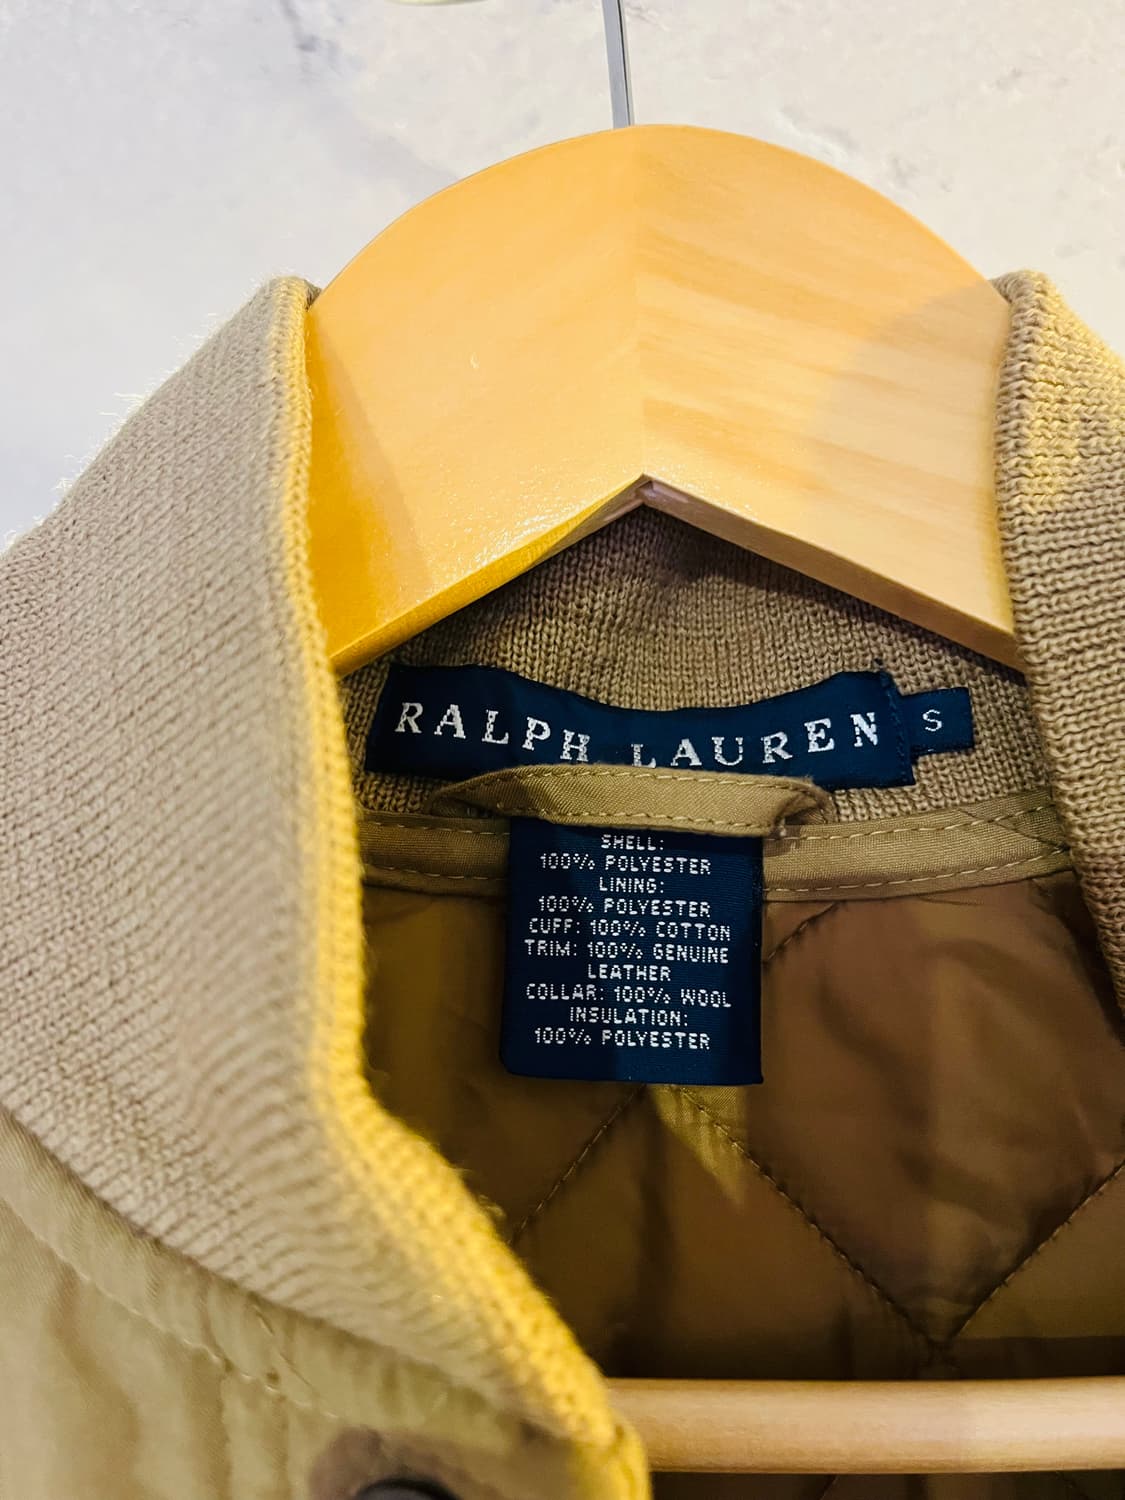 RALPH LAUREN
S
SHELL:
100% POLYESTER
LINING:
100% POLYESTER
CUFF: 100% COTTON
TRIM: 100% GENUINE
LEATHER
COLLAR: 100% WOOL
INSULATION:
100% POLYESTER